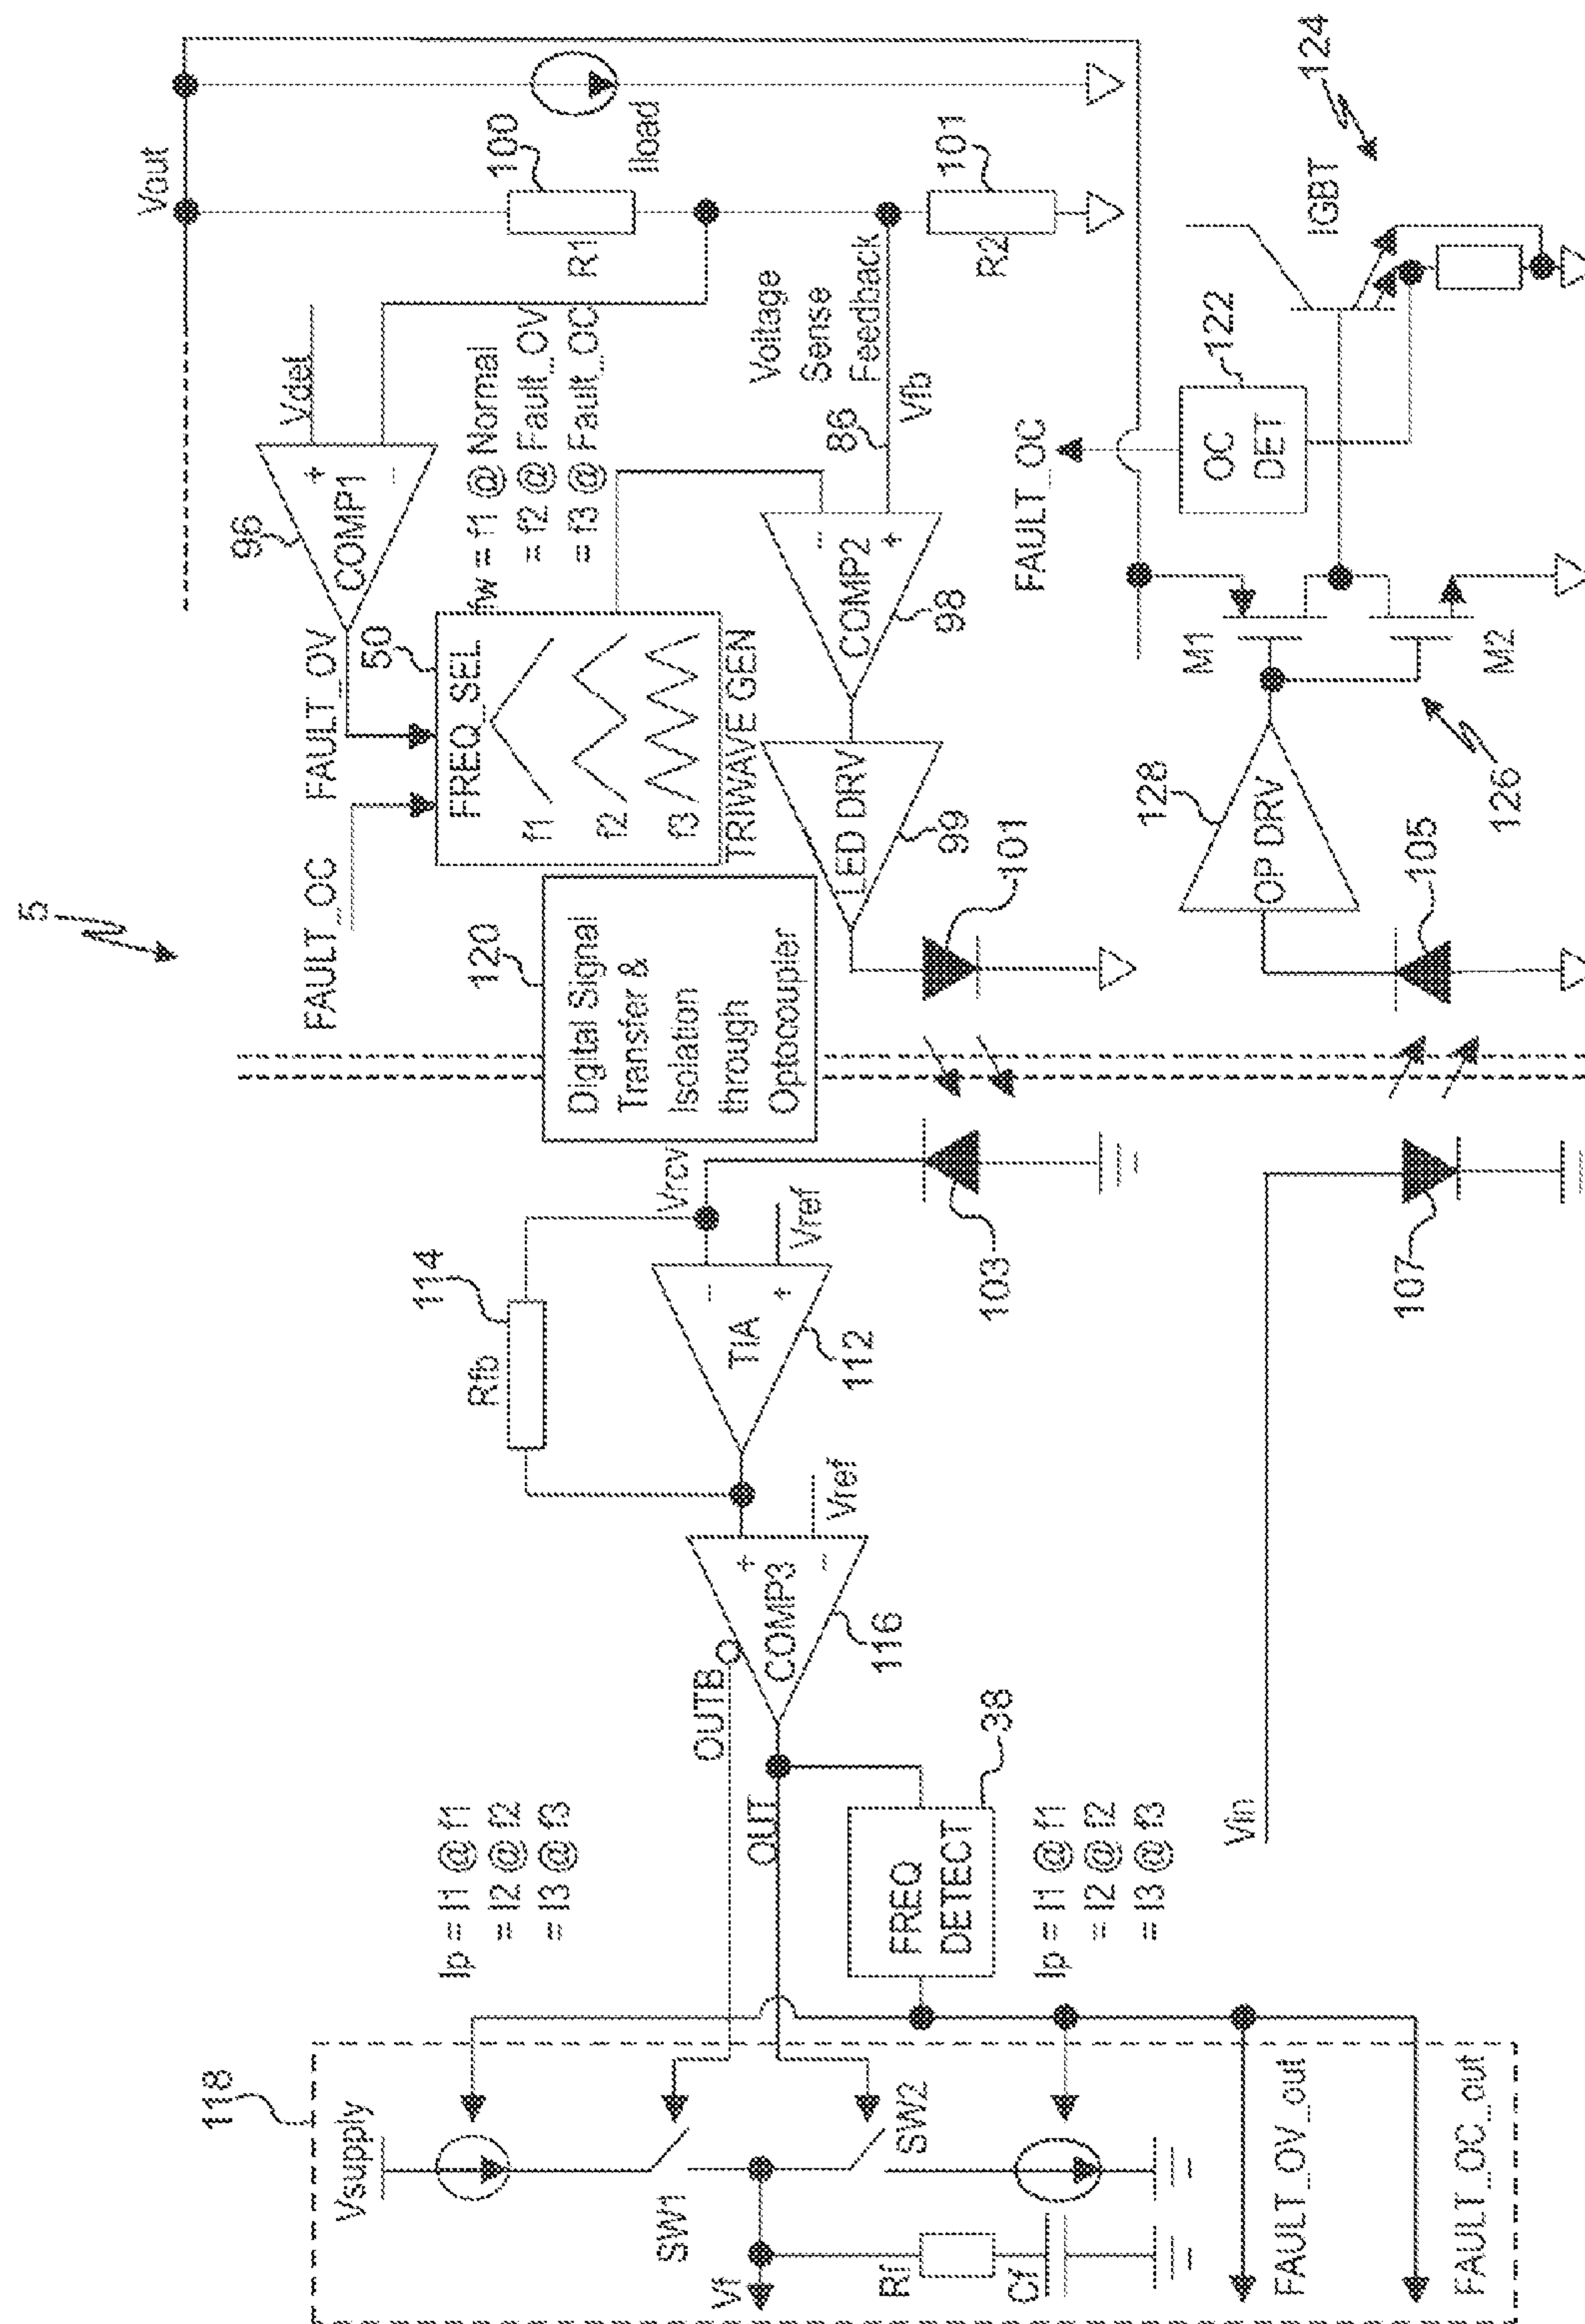 5
118
Vsupply
SW1
Vf
Rf
Cf
SW2
FAULT_OV_out
FAULT_OC_out
Ip = I1 @ f1
= I2 @ f2
= I3 @ f3
OUTB
OUT
FREQ
DETECT
38
Ip = I1 @ f1
= I2 @ f2
= I3 @ f3
Vin
COMP3
+
−
116
Vref
114
Rfb
TIA
−
+
112
Vref
Vrcv
103
107
120
Digital Signal
Transfer &
Isolation
through
Optocoupler
FAULT_OC
FAULT_OV
50
FREQ_SEL
f1
f2
f3
TRIWAVE GEN
fw = f1 @ Normal
= f2 @ Fault_OV
= f3 @ Fault_OC
96
COMP1
+
−
Vdet
LED DRV
99
101
COMP2
−
+
98
86
Vfb
Voltage
Sense
Feedback
Vout
100
R1
Iload
101
R2
105
OP DRV
128
126
M1
M2
FAULT_OC
OC
DET
122
IGBT
124